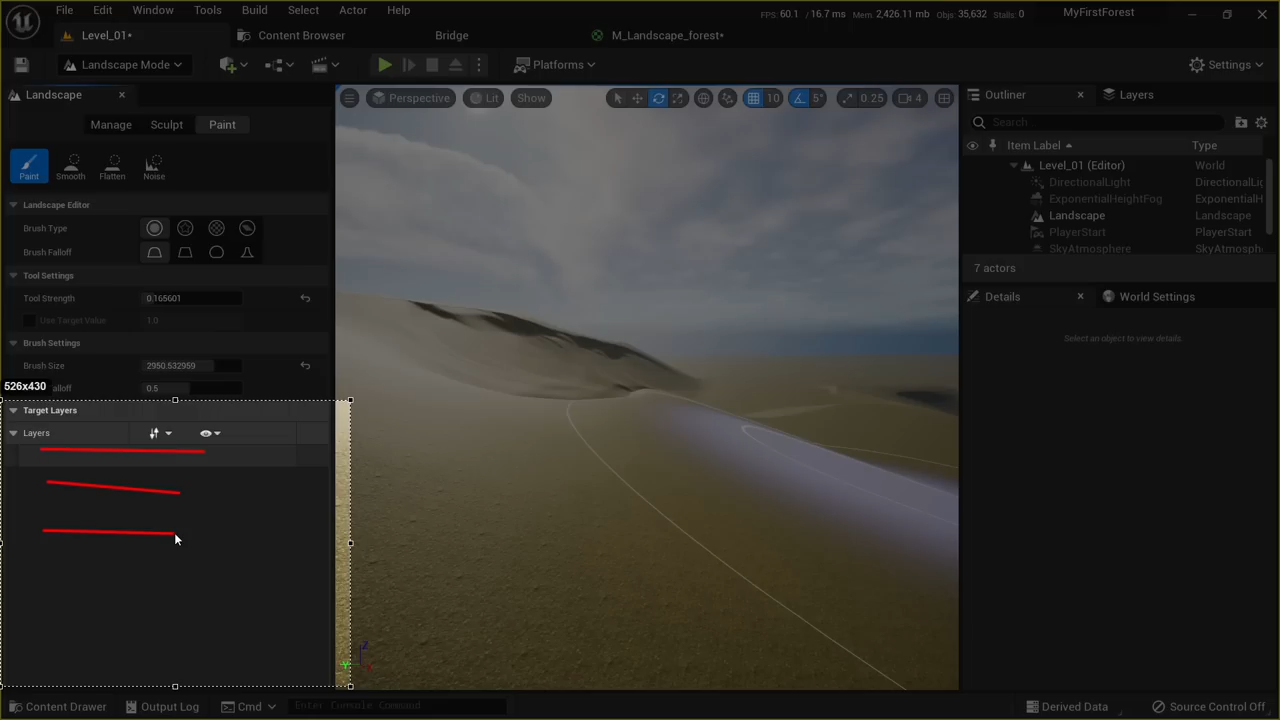 File Edit Window Tools Build Select Actor Help
FPS: 60.1 / 16.7 ms Mem: 2,426.11 mb Objs: 35,632 Stalls: 0
MyFirstForest
Level_01•
Content Browser
Bridge
M_Landscape_forest*
Landscape Mode
Platforms
Settings
Landscape
Manage Sculpt Paint
Paint Smooth Flatten Noise
Landscape Editor
Brush Type
Brush Falloff
Tool Settings
Tool Strength 0.165601
Use Target Value 1.0
Brush Settings
Brush Size 2950.532959
526x430
alloff 0.5
Target Layers
Layers
Perspective Lit Show
10 5° 0.25 4
Z
Y
X
Outliner Layers
Search...
Item Label Type
Level_01 (Editor) World
DirectionalLight DirectionalLig
ExponentialHeightFog ExponentialH
Landscape Landscape
PlayerStart PlayerStart
SkyAtmosphere SkyAtmosph
7 actors
Details World Settings
Select an object to view details.
Content Drawer Output Log Cmd Enter Console Command
Derived Data Source Control Off